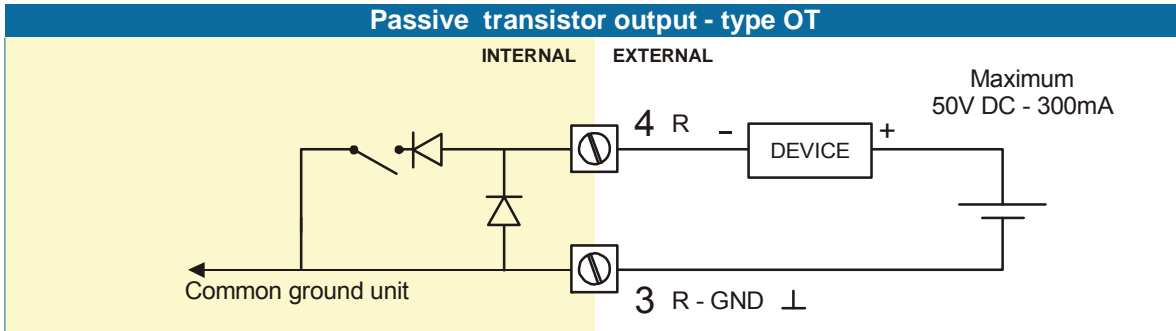 Passive transistor output - type OT
INTERNAL EXTERNAL
Maximum
50V DC - 300mA
4 R - DEVICE +
Common ground unit
3 R - GND ⊥